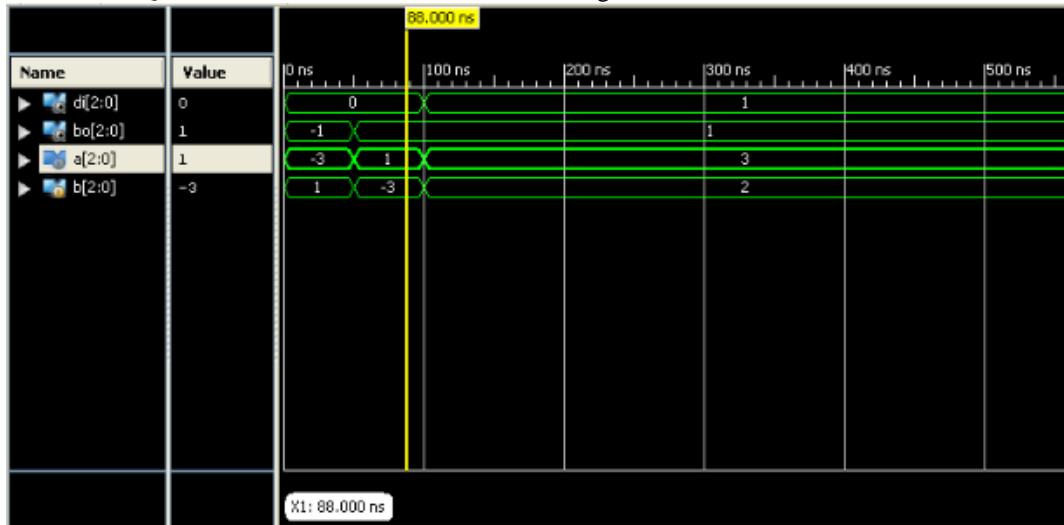 88.000 ns
Name Value 0 ns 100 ns 200 ns 300 ns 400 ns 500 ns
di[2:0] 0 0 1
bo[2:0] 1 -1 1
a[2:0] 1 -3 1 3
b[2:0] -3 1 -3 2
X1: 88.000 ns